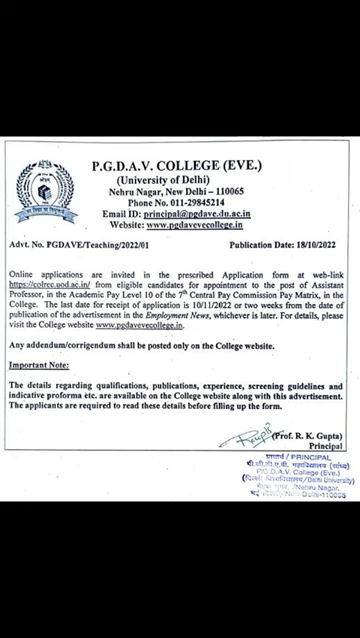 P.G.D.A.V. COLLEGE (EVE.)
(University of Delhi)
Nehru Nagar, New Delhi – 110065
Phone No. 011-29845214
Email ID: principal@pgdave.du.ac.in
Website: www.pgdavevecollege.in
Advt. No. PGDAVE/Teaching/2022/01 Publication Date: 18/10/2022
Online applications are invited in the prescribed Application form at web-link
https://colrec.uod.ac.in/ from eligible candidates for appointment to the post of Assistant
Professor, in the Academic Pay Level 10 of the 7th Central Pay Commission Pay Matrix, in
the College. The last date for receipt of application is 10/11/2022 or two weeks from the date of
publication of the advertisement in the Employment News, whichever is later. For details, please
visit the College website www.pgdavevecollege.in.
Any addendum/corrigendum shall be posted only on the College website.
Important Note:
The details regarding qualifications, publications, experience, screening guidelines and
indicative proforma etc. are available on the College website along with this advertisement.
The applicants are required to read these details before filling up the form.
(Prof. R. K. Gupta)
Principal
प्राचार्य / PRINCIPAL
पी.जी.डी.ए.वी. महाविद्यालय (सांध्य)
P.G.D.A.V. College (Eve.)
(दिल्ली विश्वविद्यालय/Delhi University)
नेहरू नगर, /Nehru Nagar,
नई दिल्ली/New Delhi-110065